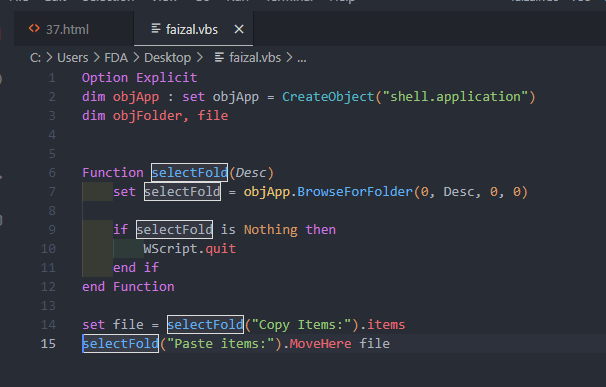 37.html faizal.vbs ×
C: > Users > FDA > Desktop > faizal.vbs > ...
1 Option Explicit
2 dim objApp : set objApp = CreateObject("shell.application")
3 dim objFolder, file
4
5
6 Function selectFold(Desc)
7 set selectFold = objApp.BrowseForFolder(0, Desc, 0, 0)
8
9 if selectFold is Nothing then
10 WScript.quit
11 end if
12 end Function
13
14 set file = selectFold("Copy Items:").items
15 selectFold("Paste items:").MoveHere file